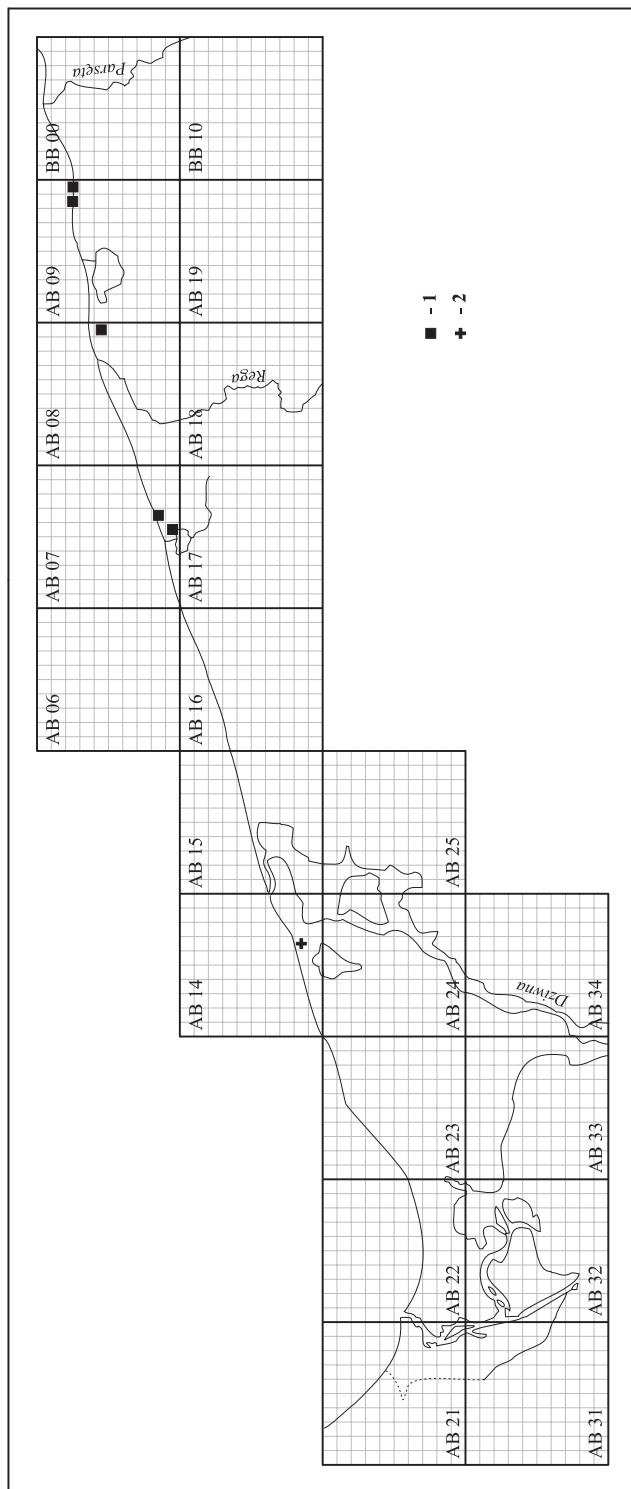 AB 06
AB 07
AB 08
AB 09
BB 00
Parsęta
AB 14
AB 15
AB 16
AB 17
AB 18
Rega
AB 19
BB 10
AB 21
AB 22
AB 23
AB 24
AB 25
AB 31
AB 32
AB 33
AB 34
Dziwna
- 1
- 2